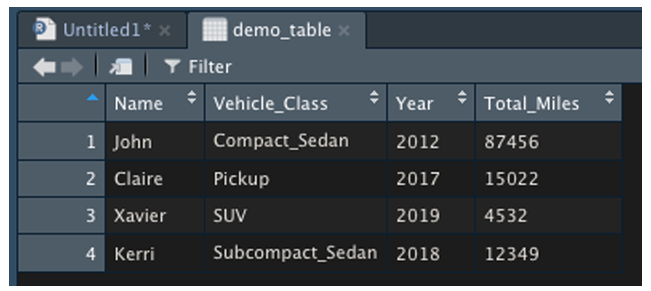 Untitled1* × demo_table ×
Filter
Name Vehicle_Class Year Total_Miles
1 John Compact_Sedan 2012 87456
2 Claire Pickup 2017 15022
3 Xavier SUV 2019 4532
4 Kerri Subcompact_Sedan 2018 12349